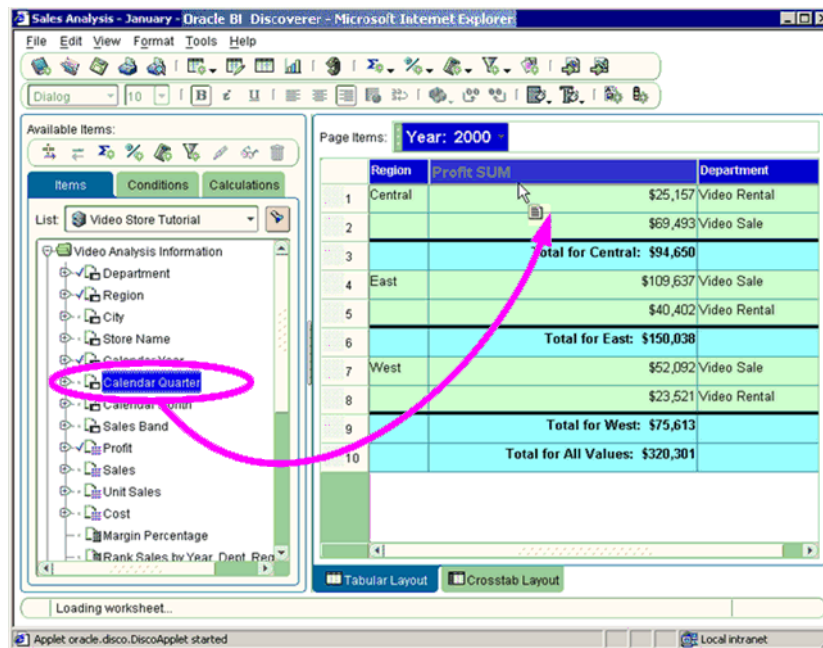 Sales Analysis - January - Oracle BI Discoverer - Microsoft Internet Explorer
File Edit View Format Tools Help
Dialog 10 B i U
Available Items:
Items Conditions Calculations
List: Video Store Tutorial
Video Analysis Information
Department
Region
City
Store Name
Calendar Year
Calendar Quarter
Calendar Month
Sales Band
Profit
Sales
Unit Sales
Cost
Margin Percentage
Rank Sales by Year, Dept, Reg
Page Items: Year: 2000
Region Profit SUM Department
1 Central $25,157 Video Rental
2 $69,493 Video Sale
3 Total for Central: $94,650
4 East $109,637 Video Sale
5 $40,402 Video Rental
6 Total for East: $150,038
7 West $52,092 Video Sale
8 $23,521 Video Rental
9 Total for West: $75,613
10 Total for All Values: $320,301
Tabular Layout Crosstab Layout
Loading worksheet...
Applet oracle.disco.DiscoApplet started Local intranet